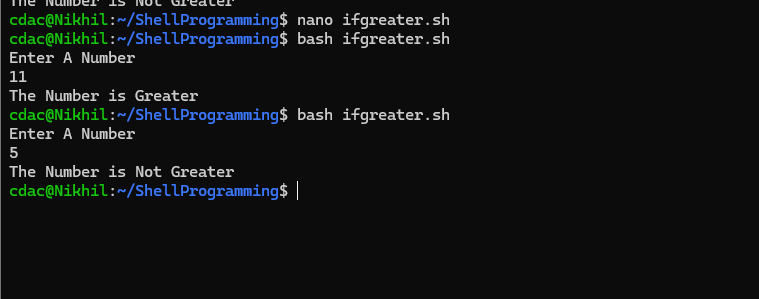 The Number is Not Greater
cdac@Nikhil:~/ShellProgramming$ nano ifgreater.sh
cdac@Nikhil:~/ShellProgramming$ bash ifgreater.sh
Enter A Number
11
The Number is Greater
cdac@Nikhil:~/ShellProgramming$ bash ifgreater.sh
Enter A Number
5
The Number is Not Greater
cdac@Nikhil:~/ShellProgramming$